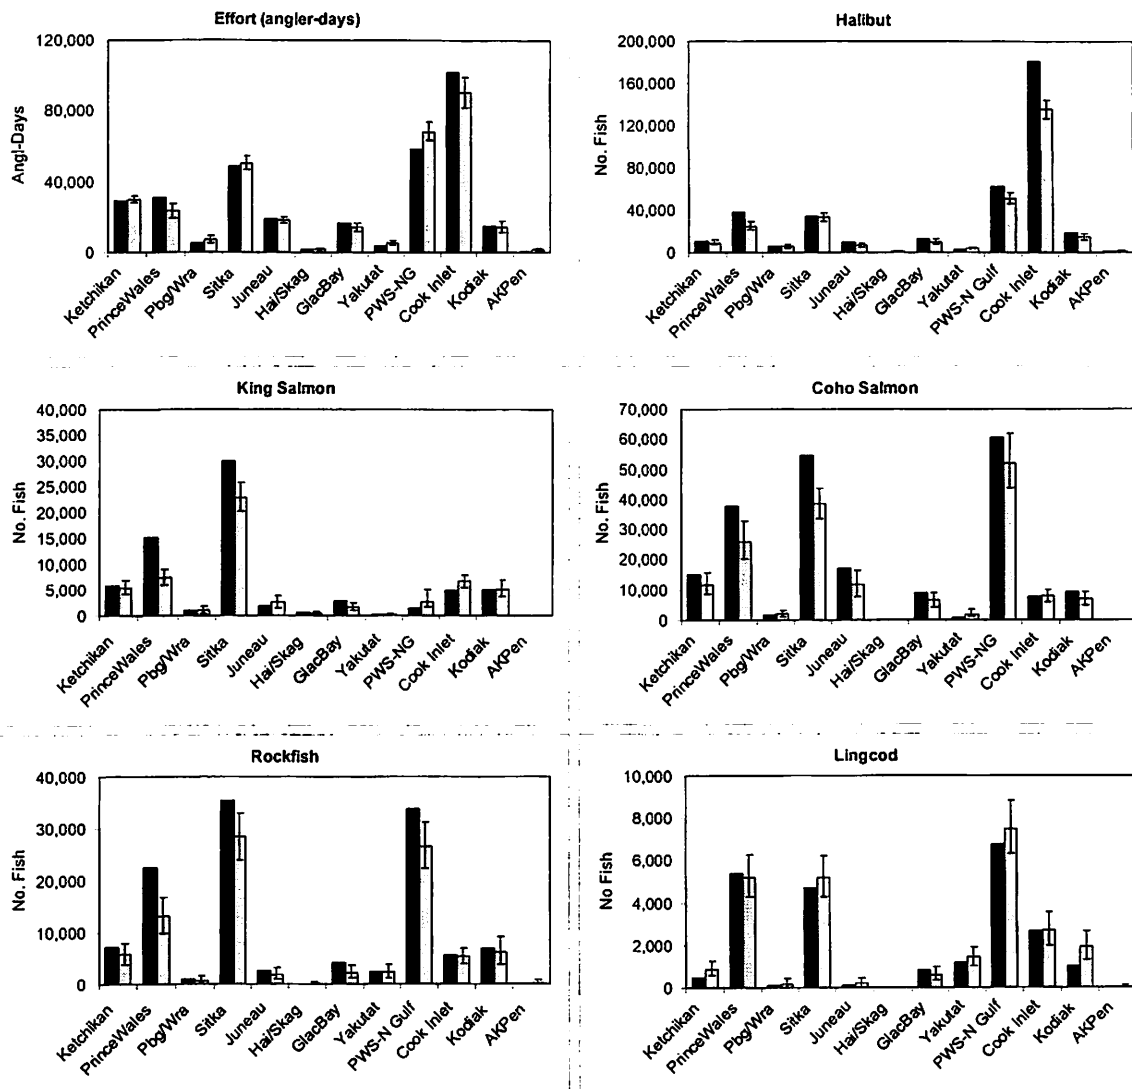 Effort (angler-days)
120,000
80,000
40,000
0
Angl-Days
Ketchikan
PrinceWales
Pbg/Wra
Sitka
Juneau
Hai/Skag
GlacBay
Yakutat
PWS-NG
Cook Inlet
Kodiak
AKPen
Halibut
200,000
160,000
120,000
80,000
40,000
0
No. Fish
Ketchikan
PrinceWales
Pbg/Wra
Sitka
Juneau
Hai/Skag
GlacBay
Yakutat
PWS-N Gulf
Cook Inlet
Kodiak
AKPen
King Salmon
40,000
35,000
30,000
25,000
20,000
15,000
10,000
5,000
0
No. Fish
Ketchikan
PrinceWales
Pbg/Wra
Sitka
Juneau
Hai/Skag
GlacBay
Yakutat
PWS-NG
Cook Inlet
Kodiak
AKPen
Coho Salmon
70,000
60,000
50,000
40,000
30,000
20,000
10,000
0
No. Fish
Ketchikan
PrinceWales
Pbg/Wra
Sitka
Juneau
Hai/Skag
GlacBay
Yakutat
PWS-NG
Cook Inlet
Kodiak
AKPen
Rockfish
40,000
30,000
20,000
10,000
0
No. Fish
Ketchikan
PrinceWales
Pbg/Wra
Sitka
Juneau
Hai/Skag
GlacBay
Yakutat
PWS-N Gulf
Cook Inlet
Kodiak
AKPen
Lingcod
10,000
8,000
6,000
4,000
2,000
0
No Fish
Ketchikan
PrinceWales
Pbg/Wra
Sitka
Juneau
Hai/Skag
GlacBay
Yakutat
PWS-N Gulf
Cook Inlet
Kodiak
AKPen